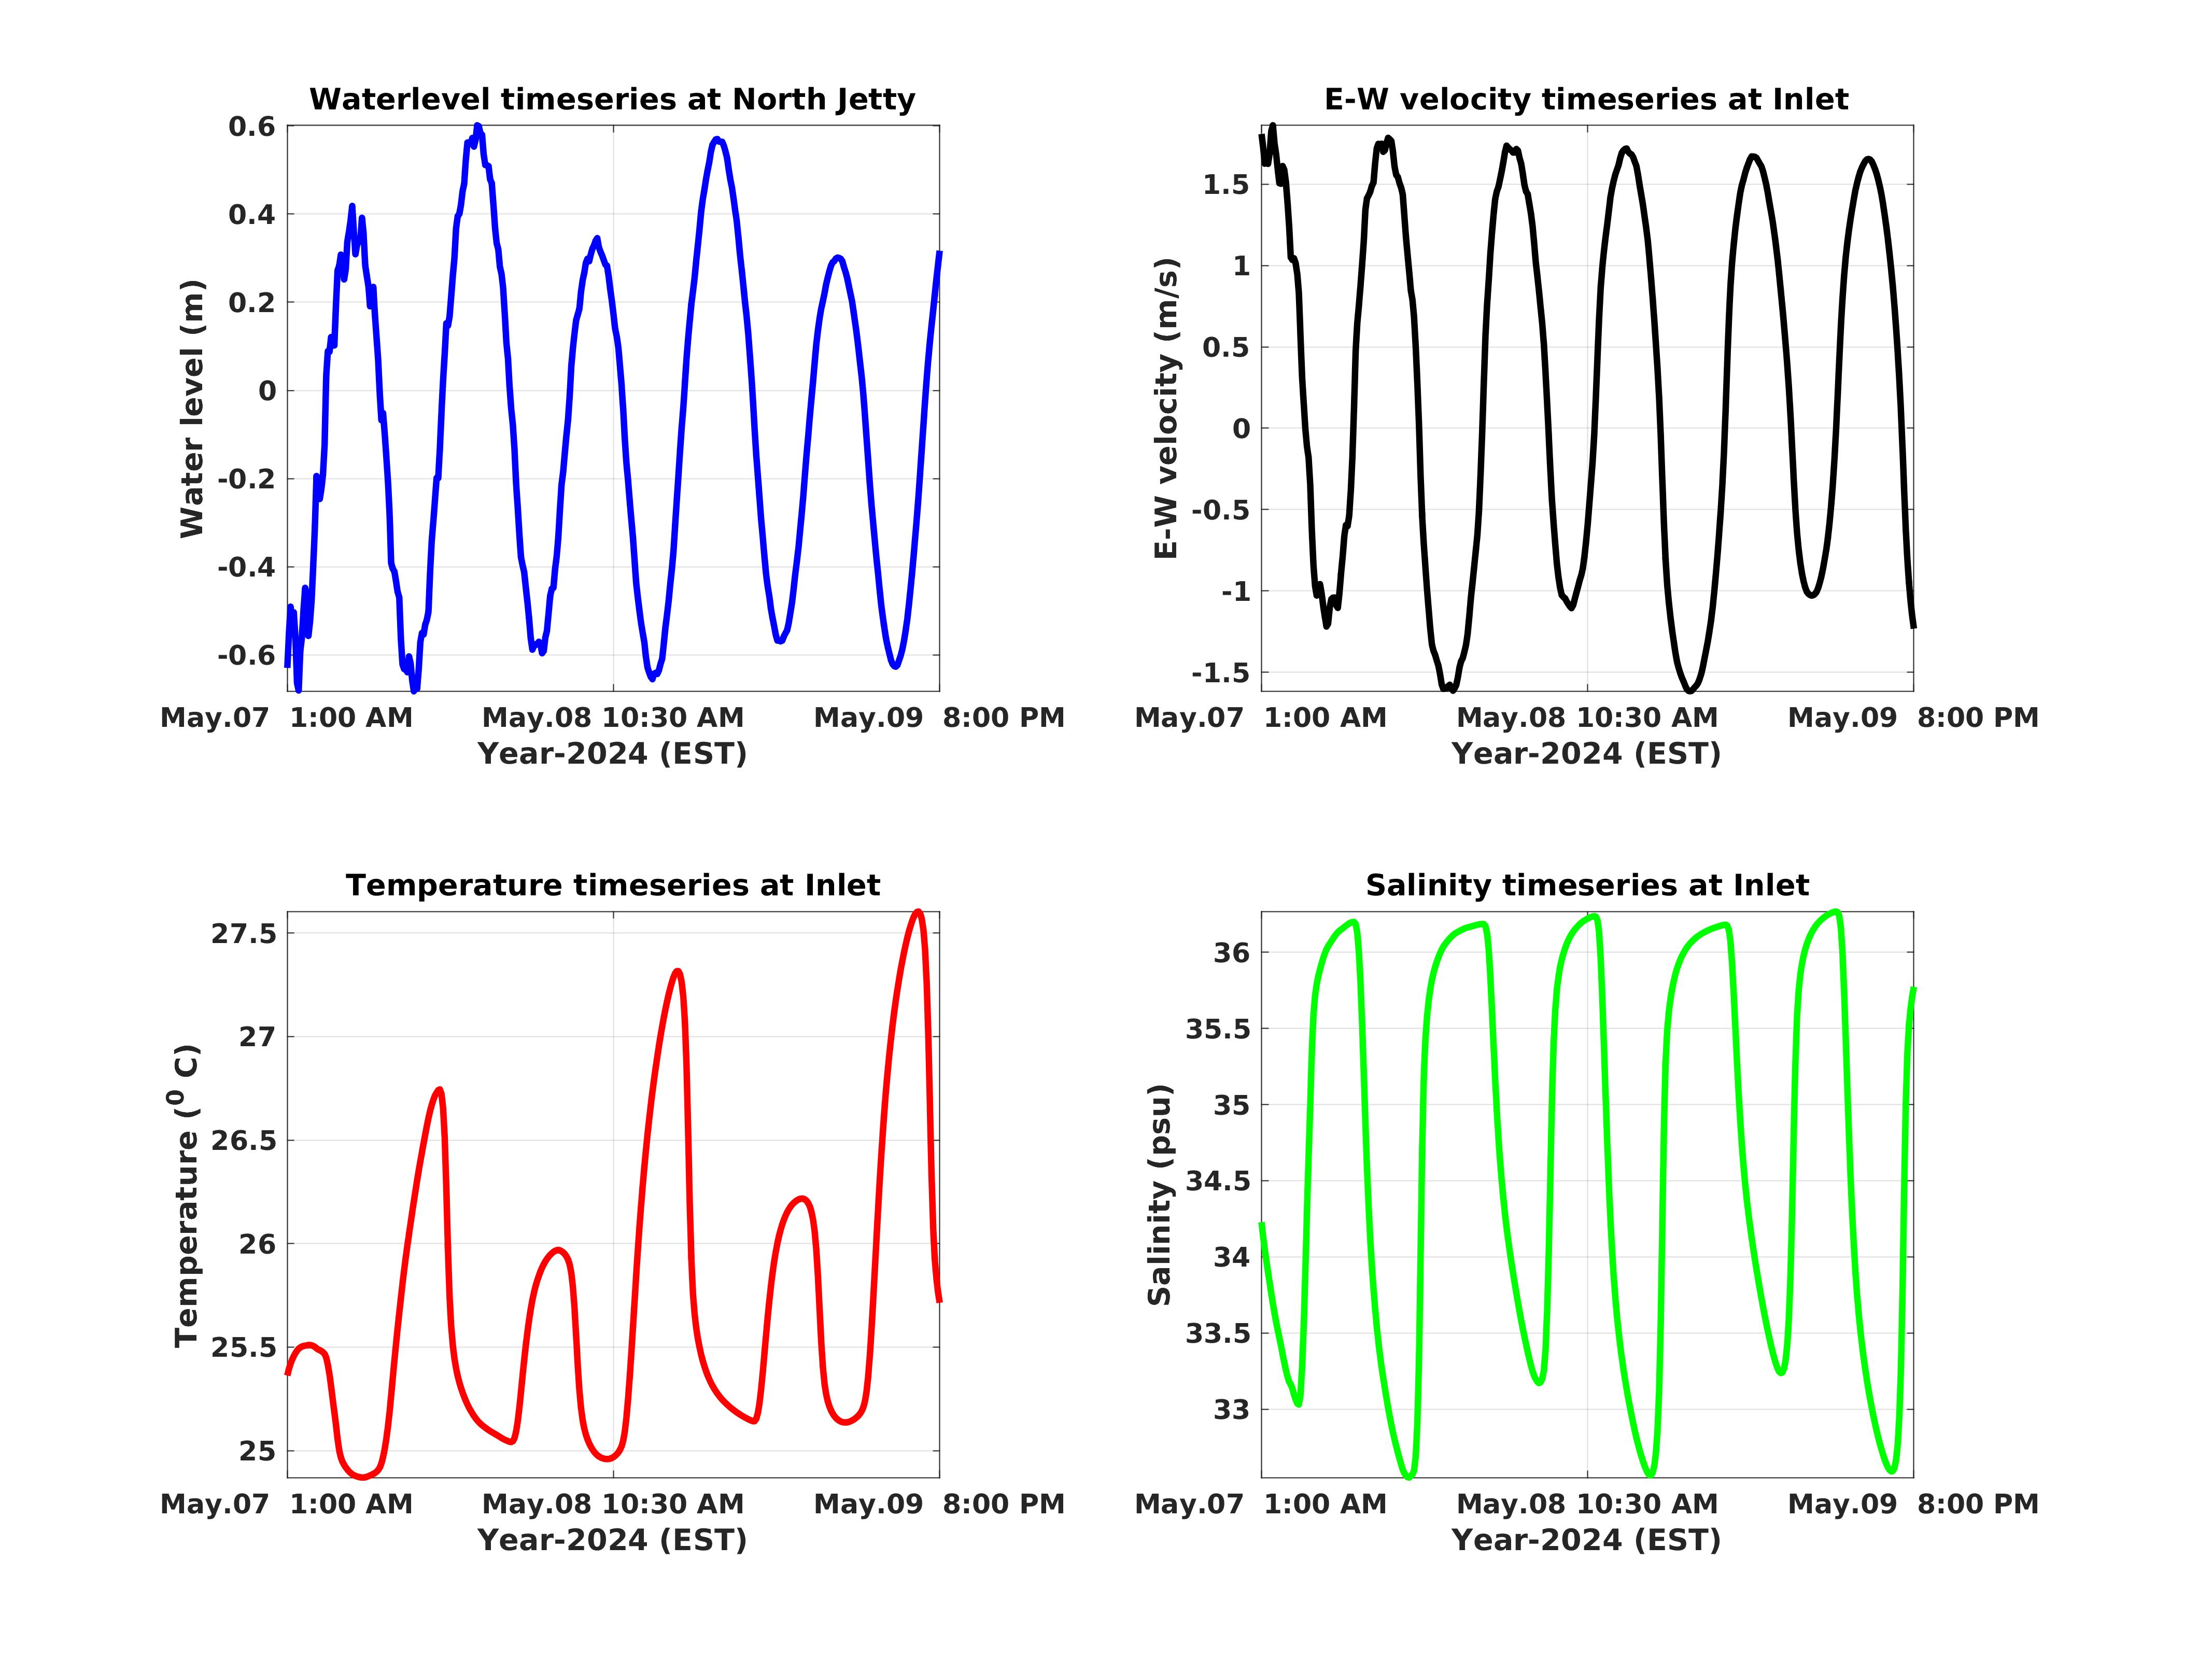 Waterlevel timeseries at North Jetty
0.6
0.4
0.2
0
-0.2
-0.4
-0.6
Water level (m)
May.07 1:00 AM
May.08 10:30 AM
May.09 8:00 PM
Year-2024 (EST)
E-W velocity timeseries at Inlet
1.5
1
0.5
0
-0.5
-1
-1.5
E-W velocity (m/s)
May.07 1:00 AM
May.08 10:30 AM
May.09 8:00 PM
Year-2024 (EST)
Temperature timeseries at Inlet
27.5
27
26.5
26
25.5
25
Temperature (⁰ C)
May.07 1:00 AM
May.08 10:30 AM
May.09 8:00 PM
Year-2024 (EST)
Salinity timeseries at Inlet
36
35.5
35
34.5
34
33.5
33
Salinity (psu)
May.07 1:00 AM
May.08 10:30 AM
May.09 8:00 PM
Year-2024 (EST)